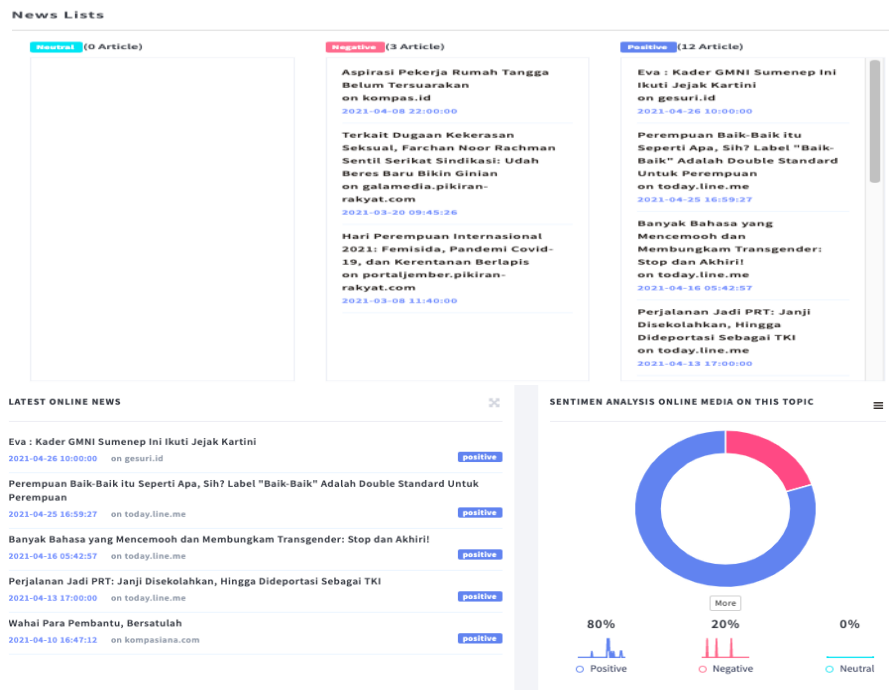 News Lists
Neutral (0 Article)
Negative (3 Article)
Positive (12 Article)
Aspirasi Pekerja Rumah Tangga
Belum Tersuarakan
on kompas.id
2021-04-08 22:00:00
Terkait Dugaan Kekerasan
Seksual, Farchan Noor Rachman
Sentil Serikat Sindikasi: Udah
Beres Baru Bikin Ginian
on galamedia.pikiran-
rakyat.com
2021-03-20 09:45:26
Hari Perempuan Internasional
2021: Femisida, Pandemi Covid-
19, dan Kerentanan Berlapis
on portaljember.pikiran-
rakyat.com
2021-03-08 11:40:00
Eva : Kader GMNI Sumenep Ini
Ikuti Jejak Kartini
on gesuri.id
2021-04-26 10:00:00
Perempuan Baik-Baik itu
Seperti Apa, Sih? Label "Baik-
Baik" Adalah Double Standard
Untuk Perempuan
on today.line.me
2021-04-25 16:59:27
Banyak Bahasa yang
Mencemooh dan
Membungkam Transgender:
Stop dan Akhiri!
on today.line.me
2021-04-16 05:42:57
Perjalanan Jadi PRT: Janji
Disekolahkan, Hingga
Dideportasi Sebagai TKI
on today.line.me
2021-04-13 17:00:00
LATEST ONLINE NEWS
Eva : Kader GMNI Sumenep Ini Ikuti Jejak Kartini
2021-04-26 10:00:00 on gesuri.id positive
Perempuan Baik-Baik itu Seperti Apa, Sih? Label "Baik-Baik" Adalah Double Standard Untuk
Perempuan
2021-04-25 16:59:27 on today.line.me positive
Banyak Bahasa yang Mencemooh dan Membungkam Transgender: Stop dan Akhiri!
2021-04-16 05:42:57 on today.line.me positive
Perjalanan Jadi PRT: Janji Disekolahkan, Hingga Dideportasi Sebagai TKI
2021-04-13 17:00:00 on today.line.me positive
Wahai Para Pembantu, Bersatulah
2021-04-10 16:47:12 on kompasiana.com positive
SENTIMEN ANALYSIS ONLINE MEDIA ON THIS TOPIC
More
80% 20% 0%
Positive Negative Neutral